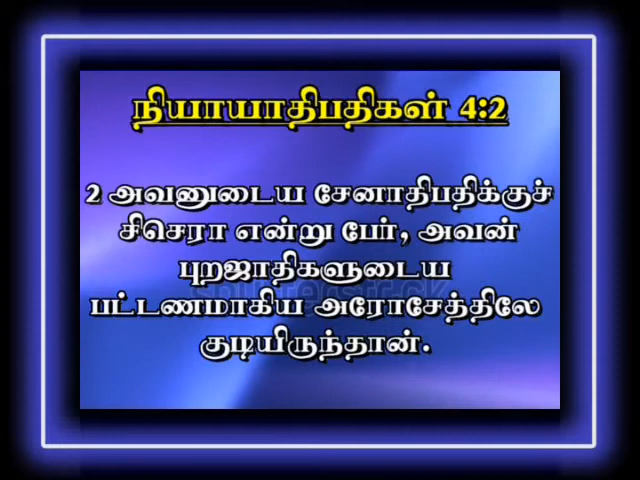 நியாயாதிபதிகள் 4:2
2 அவனுடைய சேனாதிபதிக்குச்
சிசெரா என்று பேர், அவன்
புறஜாதிகளுடைய
பட்டணமாகிய அரோசேத்திலே
குடியிருந்தான்.